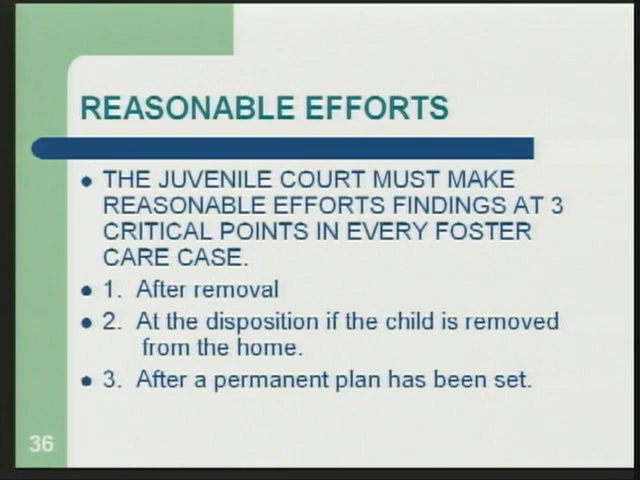 REASONABLE EFFORTS
• THE JUVENILE COURT MUST MAKE
REASONABLE EFFORTS FINDINGS AT 3
CRITICAL POINTS IN EVERY FOSTER
CARE CASE.
• 1. After removal
• 2. At the disposition if the child is removed
from the home.
• 3. After a permanent plan has been set.
36